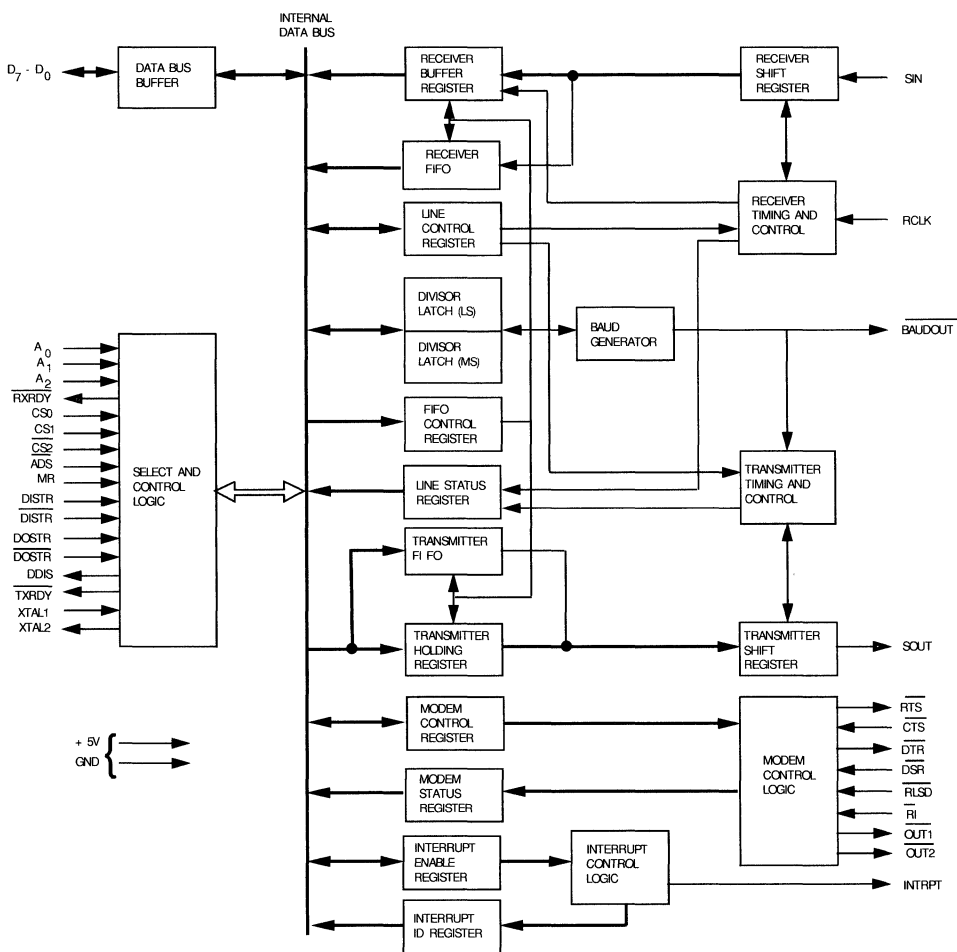 INTERNAL
DATA BUS
D7 - D0
DATA BUS
BUFFER
RECEIVER
BUFFER
REGISTER
RECEIVER
SHIFT
REGISTER
SIN
RECEIVER
FIFO
LINE
CONTROL
REGISTER
RECEIVER
TIMING AND
CONTROL
RCLK
DIVISOR
LATCH (LS)
DIVISOR
LATCH (MS)
BAUD
GENERATOR
BAUDOUT
A0
A1
A2
RXRDY
CS0
CS1
CS2
ADS
MR
DISTR
DISTR
DOSTR
DOSTR
DDIS
TXRDY
XTAL1
XTAL2
SELECT AND
CONTROL
LOGIC
FIFO
CONTROL
REGISTER
LINE STATUS
REGISTER
TRANSMITTER
TIMING AND
CONTROL
TRANSMITTER
FI FO
TRANSMITTER
HOLDING
REGISTER
TRANSMITTER
SHIFT
REGISTER
SOUT
+ 5V
GND
MODEM
CONTROL
REGISTER
MODEM
STATUS
REGISTER
MODEM
CONTROL
LOGIC
RTS
CTS
DTR
DSR
RLSD
RI
OUT1
OUT2
INTERRUPT
ENABLE
REGISTER
INTERRUPT
CONTROL
LOGIC
INTRPT
INTERRUPT
ID REGISTER